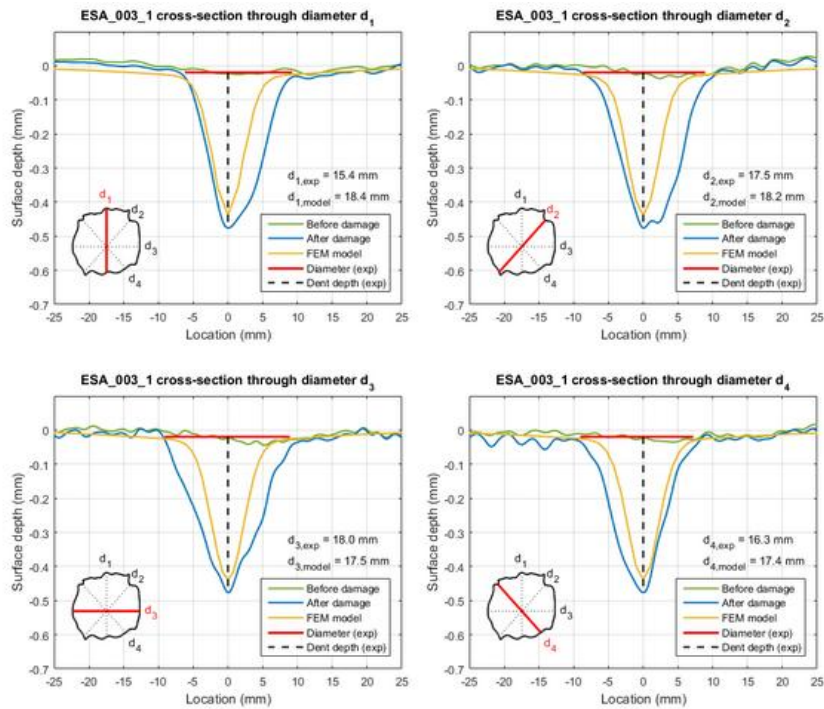 ESA_003_1 cross-section through diameter d1
Surface depth (mm)
0
-0.1
-0.2
-0.3
-0.4
-0.5
-0.6
-0.7
d1,exp = 15.4 mm
d1,model = 18.4 mm
d1
d2
d3
d4
Before damage
After damage
FEM model
Diameter (exp)
Dent depth (exp)
-25 -20 -15 -10 -5 0 5 10 15 20 25
Location (mm)
ESA_003_1 cross-section through diameter d2
Surface depth (mm)
0
-0.1
-0.2
-0.3
-0.4
-0.5
-0.6
-0.7
d2,exp = 17.5 mm
d2,model = 18.2 mm
d1
d2
d3
d4
Before damage
After damage
FEM model
Diameter (exp)
Dent depth (exp)
-25 -20 -15 -10 -5 0 5 10 15 20 25
Location (mm)
ESA_003_1 cross-section through diameter d3
Surface depth (mm)
0
-0.1
-0.2
-0.3
-0.4
-0.5
-0.6
-0.7
d3,exp = 18.0 mm
d3,model = 17.5 mm
d1
d2
d3
d4
Before damage
After damage
FEM model
Diameter (exp)
Dent depth (exp)
-25 -20 -15 -10 -5 0 5 10 15 20 25
Location (mm)
ESA_003_1 cross-section through diameter d4
Surface depth (mm)
0
-0.1
-0.2
-0.3
-0.4
-0.5
-0.6
-0.7
d4,exp = 16.3 mm
d4,model = 17.4 mm
d1
d2
d3
d4
Before damage
After damage
FEM model
Diameter (exp)
Dent depth (exp)
-25 -20 -15 -10 -5 0 5 10 15 20 25
Location (mm)